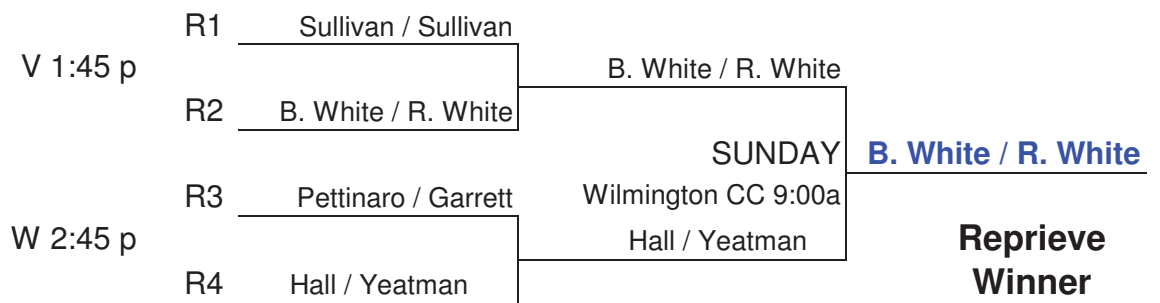 R1 Sullivan / Sullivan
V 1:45 p B. White / R. White
R2 B. White / R. White
SUNDAY B. White / R. White
R3 Pettinaro / Garrett Wilmington CC 9:00a
W 2:45 p Hall / Yeatman Reprieve
R4 Hall / Yeatman Winner